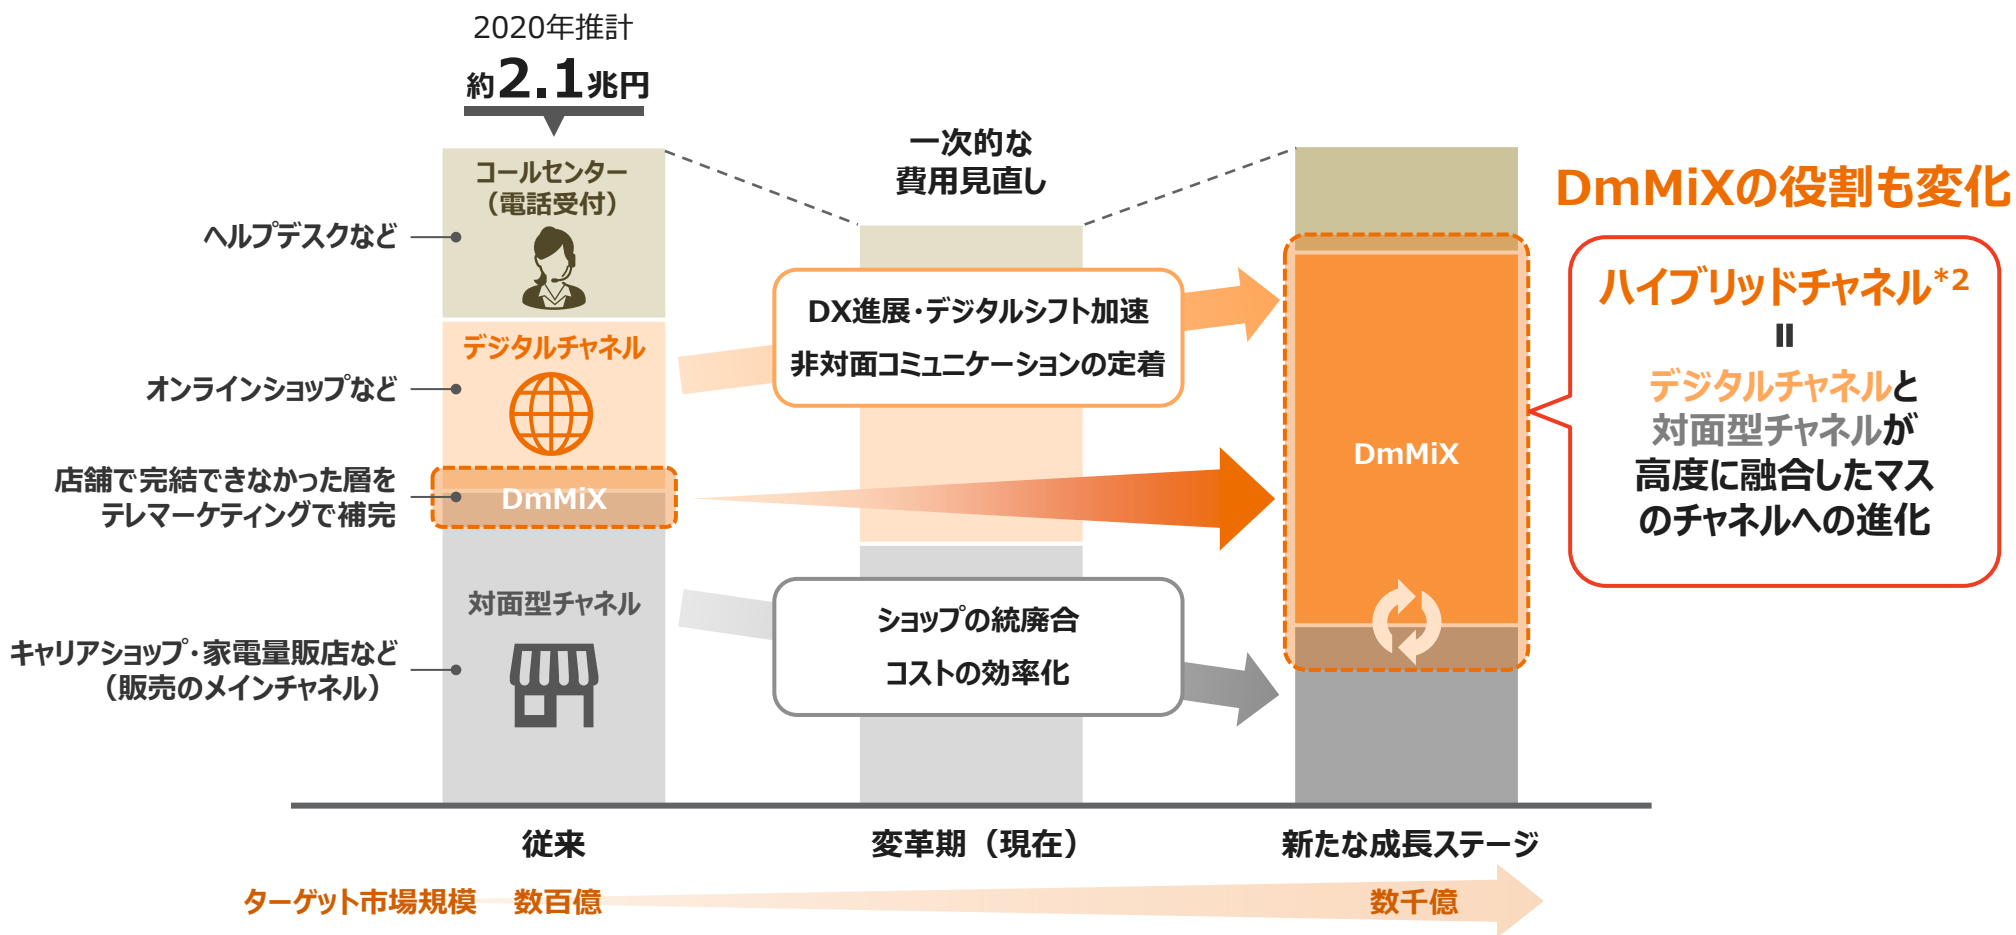 2020年推計
約2.1兆円
一次的な
費用見直し
コールセンター
（電話受付）
ヘルプデスクなど
デジタルチャネル
オンラインショップなど
店舗で完結できなかった層を
テレマーケティングで補完
DmMiX
対面型チャネル
キャリアショップ・家電量販店など
（販売のメインチャネル）
DX進展・デジタルシフト加速
非対面コミュニケーションの定着
ショップの統廃合
コストの効率化
DmMiX
DmMiXの役割も変化
ハイブリッドチャネル*2
＝
デジタルチャネルと
対面型チャネルが
高度に融合したマス
のチャネルへの進化
従来
変革期（現在）
新たな成長ステージ
ターゲット市場規模
数百億
数千億